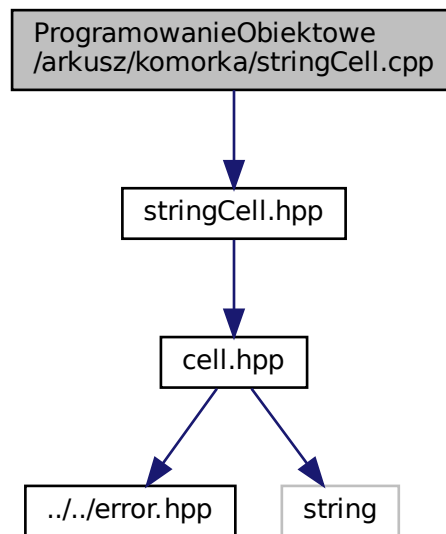 ProgramowanieObiektowe
/arkusz/komorka/stringCell.cpp
stringCell.hpp
cell.hpp
../../error.hpp
string